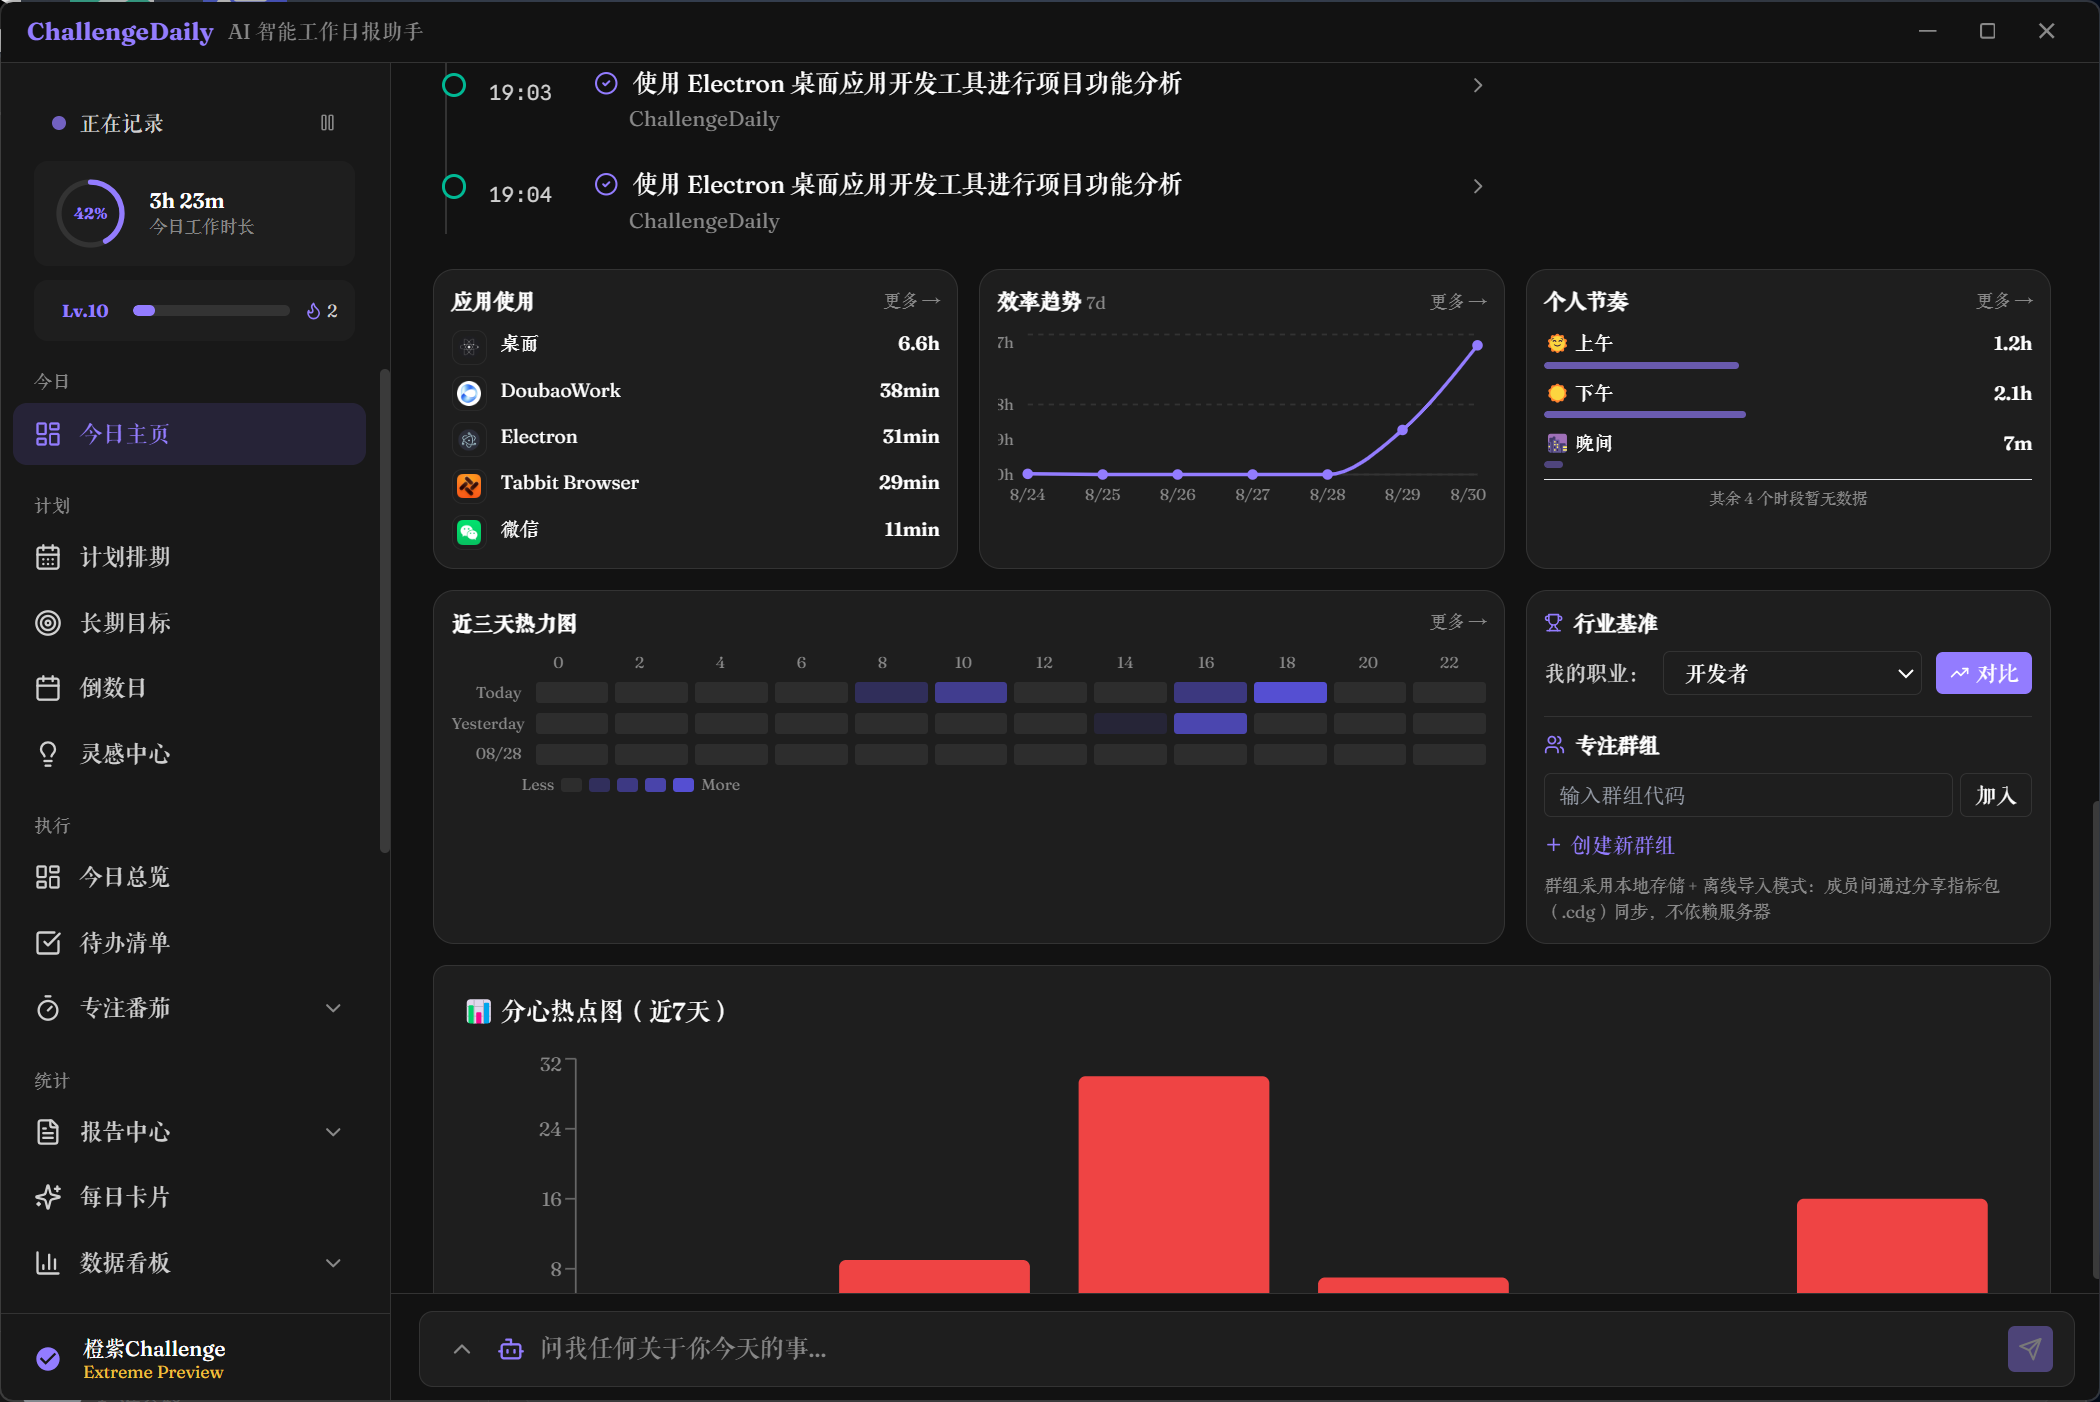 ChallengeDaily AI 智能工作日报助手
正在记录
42%
3h 23m
今日工作时长
Lv.10
2
今日
今日主页
计划
计划排期
长期目标
倒数日
灵感中心
执行
今日总览
待办清单
专注番茄
统计
报告中心
每日卡片
数据看板
橙紫Challenge
Extreme Preview
19:03
使用 Electron 桌面应用开发工具进行项目功能分析
ChallengeDaily
19:04
使用 Electron 桌面应用开发工具进行项目功能分析
ChallengeDaily
应用使用
更多→
桌面 6.6h
DoubaoWork 38min
Electron 31min
Tabbit Browser 29min
微信 11min
效率趋势 7d
更多→
7h
8h
9h
0h
8/24 8/25 8/26 8/27 8/28 8/29 8/30
个人节奏
更多→
上午 1.2h
下午 2.1h
晚间 7m
其余 4 个时段暂无数据
近三天热力图
更多→
0 2 4 6 8 10 12 14 16 18 20 22
Today
Yesterday
08/28
Less More
行业基准
我的职业： 开发者 对比
专注群组
输入群组代码 加入
+ 创建新群组
群组采用本地存储 + 离线导入模式：成员间通过分享指标包
（.cdg）同步，不依赖服务器
分心热点图（近7天）
32
24
16
8
问我任何关于你今天的事...